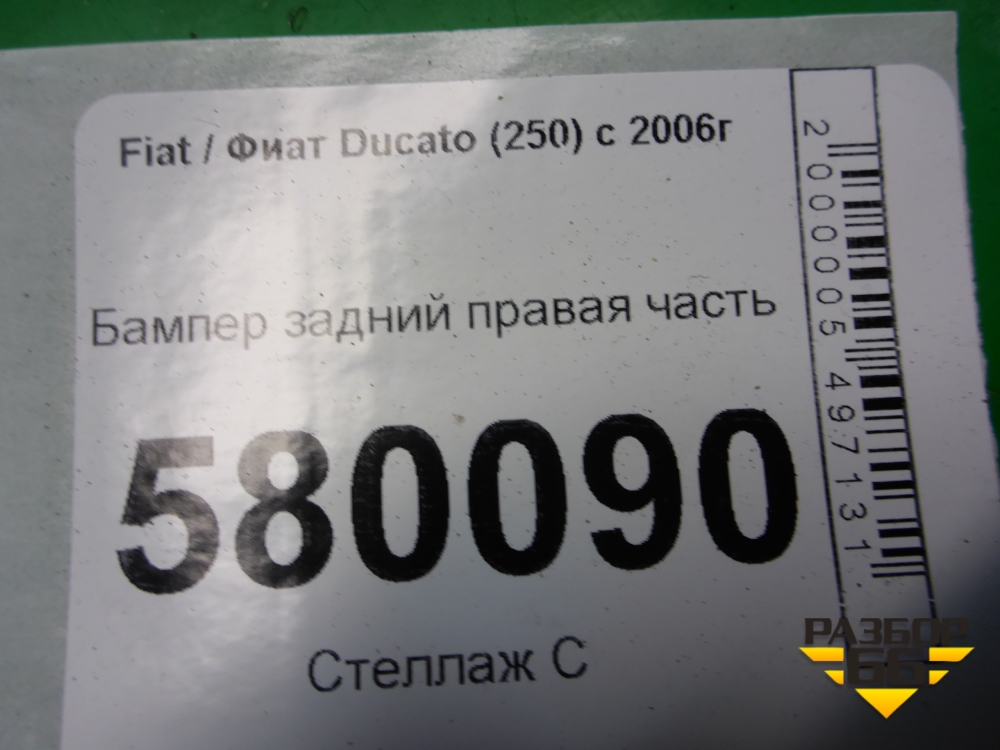 Fiat / Фиат Ducato (250) с 2006г
Бампер задний правая часть
580090
Стеллаж С
2000005497131
РАЗБОР
66